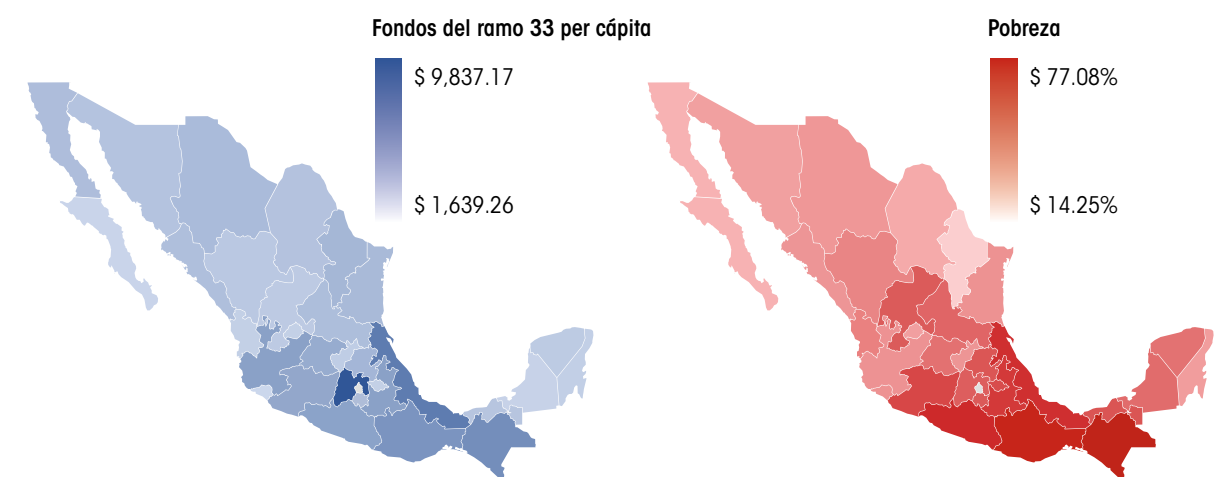 Fondos del ramo 33 per cápita
$ 9,837.17
$ 1,639.26
Pobreza
$ 77.08%
$ 14.25%